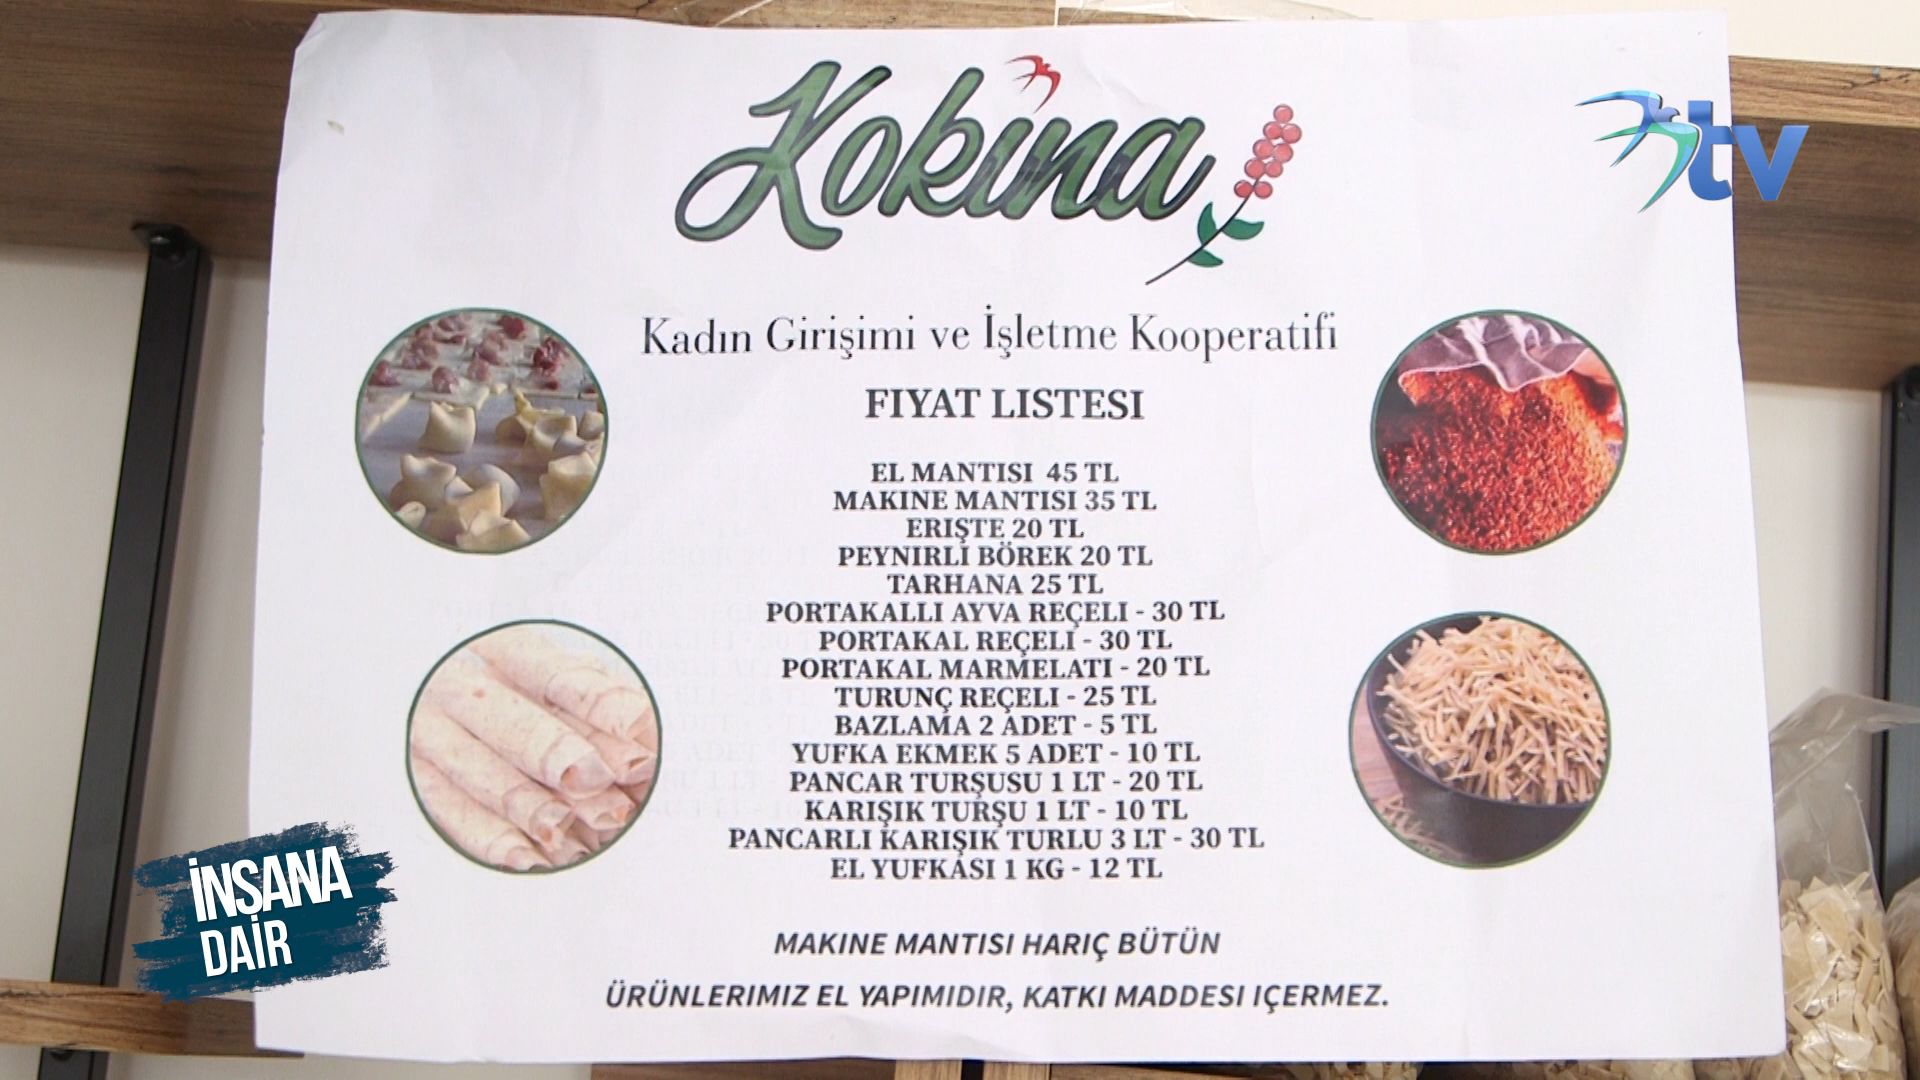 Kokina
tv
Kadın Girişimi ve İşletme Kooperatifi
FIYAT LISTESI
EL MANTISI 45 TL
MAKINE MANTISI 35 TL
ERIŞTE 20 TL
PEYNIRLI BÖREK 20 TL
TARHANA 25 TL
PORTAKALLI AYVA REÇELI - 30 TL
PORTAKAL REÇELI - 30 TL
PORTAKAL MARMELATI - 20 TL
TURUNÇ REÇELI - 25 TL
BAZLAMA 2 ADET - 5 TL
YUFKA EKMEK 5 ADET - 10 TL
PANCAR TURŞUSU 1 LT - 20 TL
KARIŞIK TURŞU 1 LT - 10 TL
PANCARLI KARIŞIK TURLU 3 LT - 30 TL
EL YUFKASI 1 KG - 12 TL
MAKINE MANTISI HARIÇ BÜTÜN
ÜRÜNLERIMIZ EL YAPIMIDIR, KATKI MADDESI IÇERMEZ.
İNSANA
DAİR